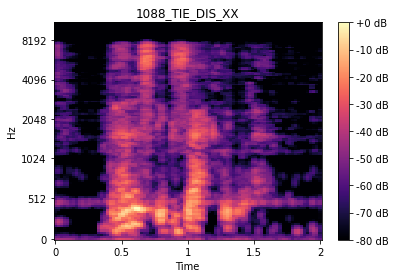 1088_TIE_DIS_XX
Hz
8192
4096
2048
1024
512
0
0
0.5
1
1.5
2
Time
+0 dB
-10 dB
-20 dB
-30 dB
-40 dB
-50 dB
-60 dB
-70 dB
-80 dB